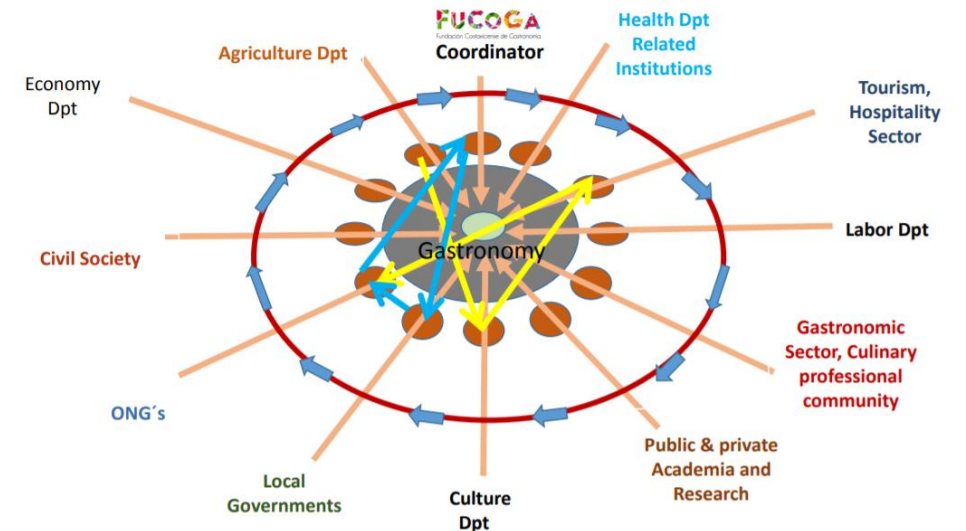 FUCOGA
Fundación Costarricense de Gastronomía
Coordinator
Health Dpt
Related
Institutions
Agriculture Dpt
Economy
Dpt
Tourism,
Hospitality
Sector
Labor Dpt
Civil Society
Gastronomy
Gastronomic
Sector, Culinary
professional
community
ONG´s
Public & private
Academia and
Research
Local
Governments
Culture
Dpt